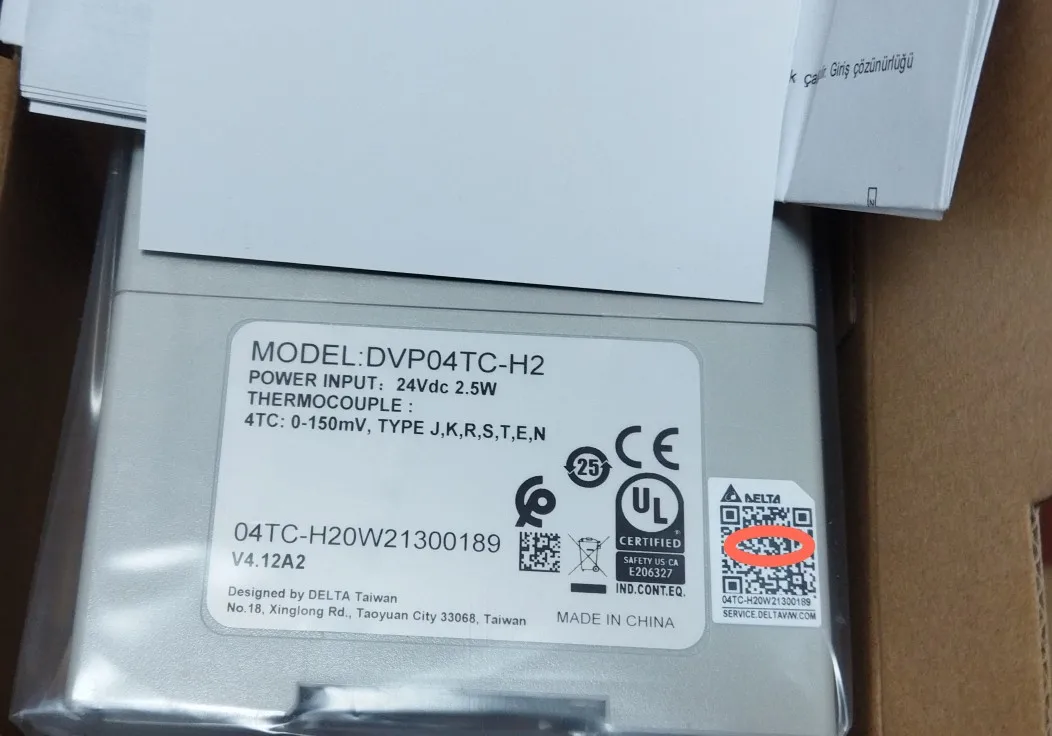 Giriş çözünürlüğü
MODEL:DVP04TC-H2
POWER INPUT: 24Vdc 2.5W
THERMOCOUPLE :
4TC: 0-150mV, TYPE J,K,R,S,T,E,N
25
CE
UL
CERTIFIED
SAFETY US CA
E206327
IND.CONT.EQ.
04TC-H20W21300189
V4.12A2
Designed by DELTA Taiwan
No.18, Xinglong Rd., Taoyuan City 33068, Taiwan
MADE IN CHINA
DELTA
04TC-H20W21300189
SERVICE.DELTAWW.COM